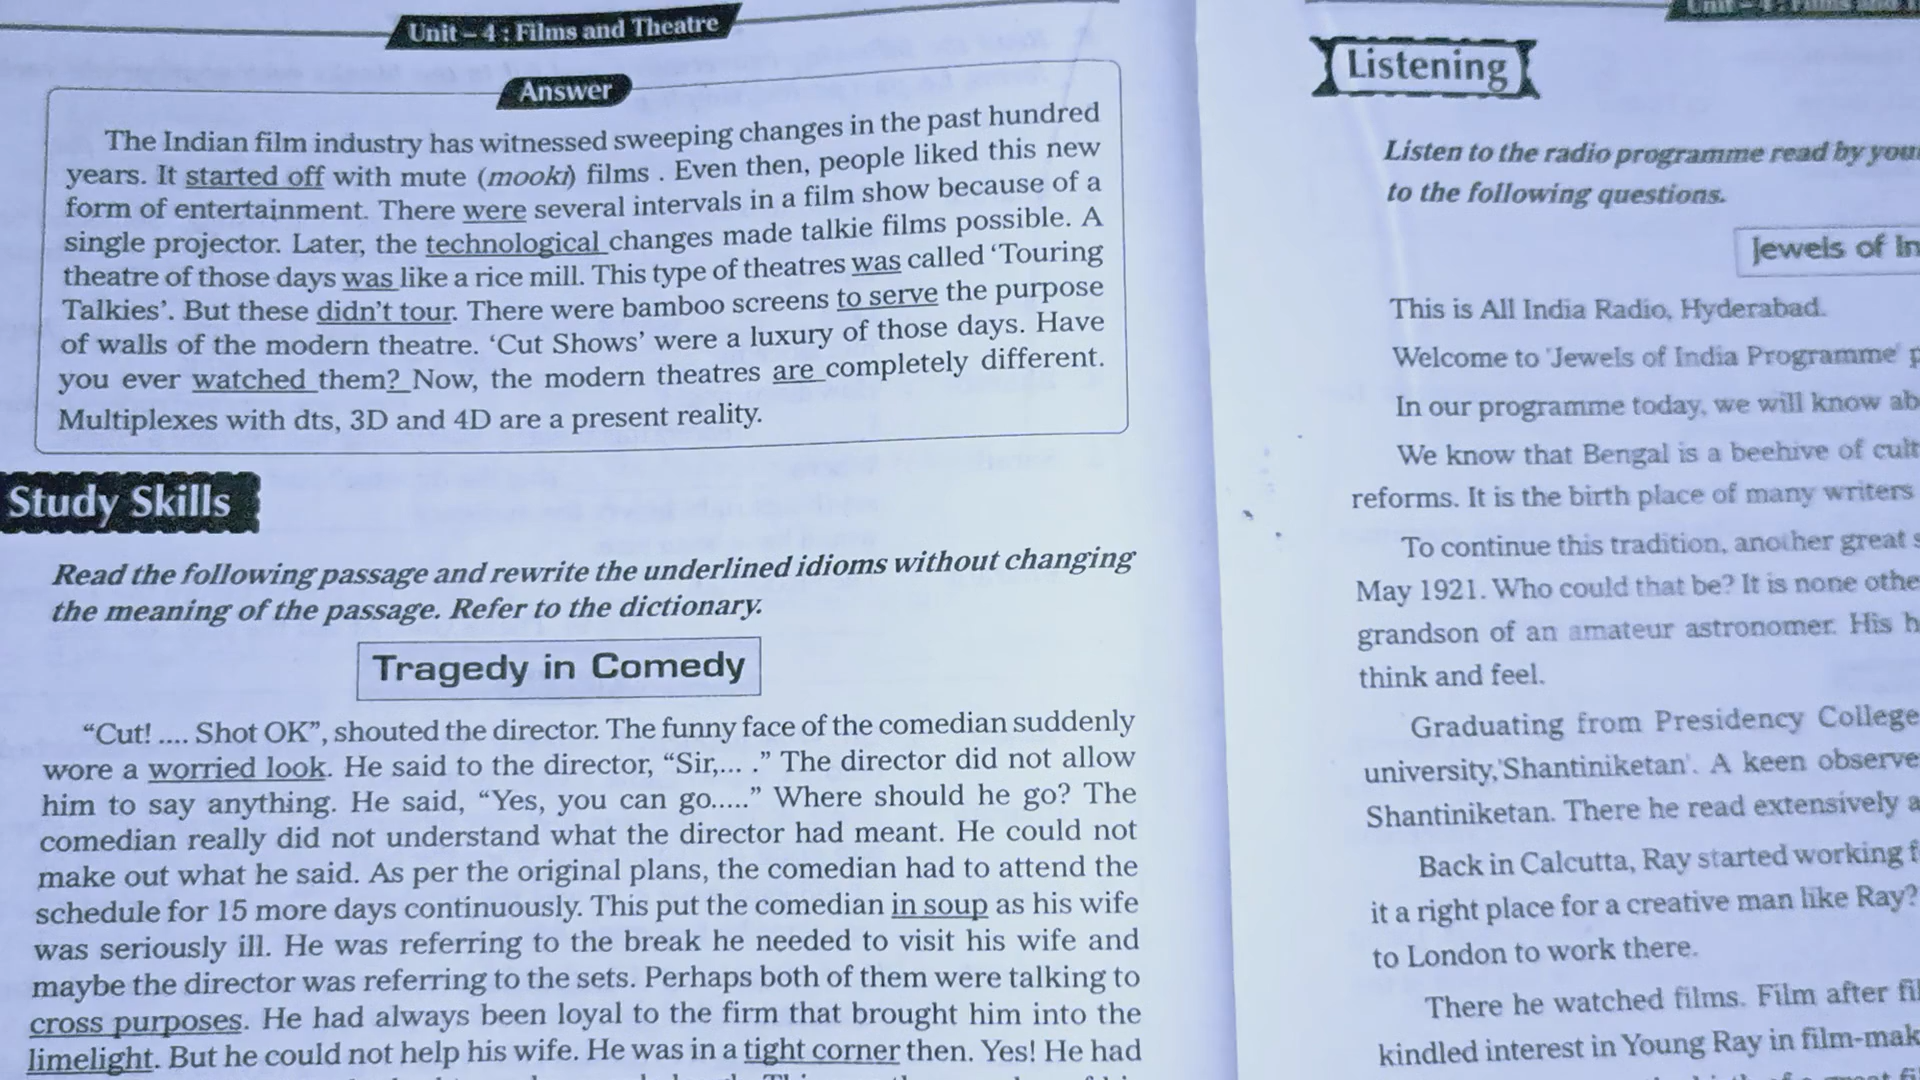 Unit – 4 : Films and Theatre
Answer
The Indian film industry has witnessed sweeping changes in the past hundred
years. It started off with mute (mooki) films . Even then, people liked this new
form of entertainment. There were several intervals in a film show because of a
single projector. Later, the technological changes made talkie films possible. A
theatre of those days was like a rice mill. This type of theatres was called ‘Touring
Talkies’. But these didn’t tour. There were bamboo screens to serve the purpose
of walls of the modern theatre. ‘Cut Shows’ were a luxury of those days. Have
you ever watched them? Now, the modern theatres are completely different.
Multiplexes with dts, 3D and 4D are a present reality.
Study Skills
Read the following passage and rewrite the underlined idioms without changing
the meaning of the passage. Refer to the dictionary.
Tragedy in Comedy
“Cut! .... Shot OK”, shouted the director. The funny face of the comedian suddenly
wore a worried look. He said to the director, “Sir,... .” The director did not allow
him to say anything. He said, “Yes, you can go.....” Where should he go? The
comedian really did not understand what the director had meant. He could not
make out what he said. As per the original plans, the comedian had to attend the
schedule for 15 more days continuously. This put the comedian in soup as his wife
was seriously ill. He was referring to the break he needed to visit his wife and
maybe the director was referring to the sets. Perhaps both of them were talking to
cross purposes. He had always been loyal to the firm that brought him into the
limelight. But he could not help his wife. He was in a tight corner then. Yes! He had
Listening
Listen to the radio programme read by
to the following questions.
Jewels of
This is All India Radio, Hyderabad.
Welcome to 'Jewels of India Programme'
In our programme today, we will know
We know that Bengal is a beehive of
reforms. It is the birth place of many writers
To continue this tradition, another great
May 1921. Who could that be? It is none
grandson of an amateur astronomer. His
think and feel.
Graduating from Presidency College
university,'Shantiniketan'. A keen
Shantiniketan. There he read extensively
Back in Calcutta, Ray started working
it a right place for a creative man like Ray?
to London to work there.
There he watched films. Film after
kindled interest in Young Ray in